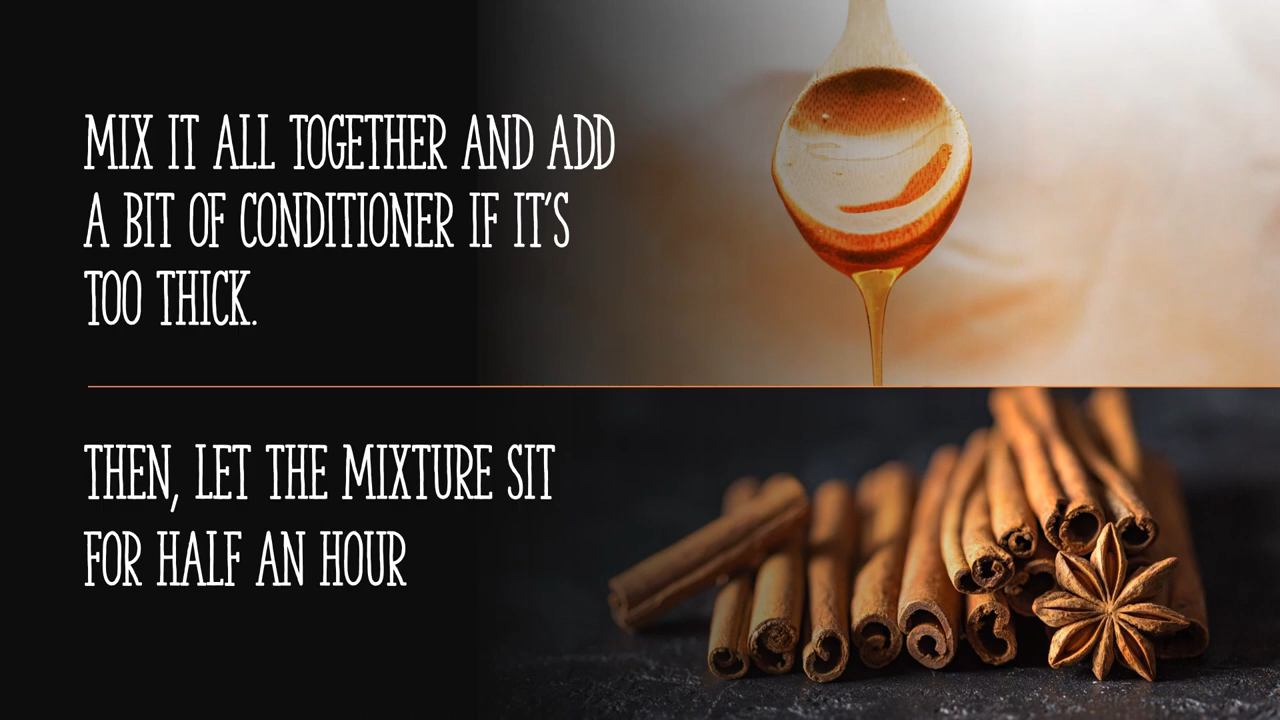 MIX IT ALL TOGETHER AND ADD
A BIT OF CONDITIONER IF IT'S
TOO THICK.
THEN, LET THE MIXTURE SIT
FOR HALF AN HOUR